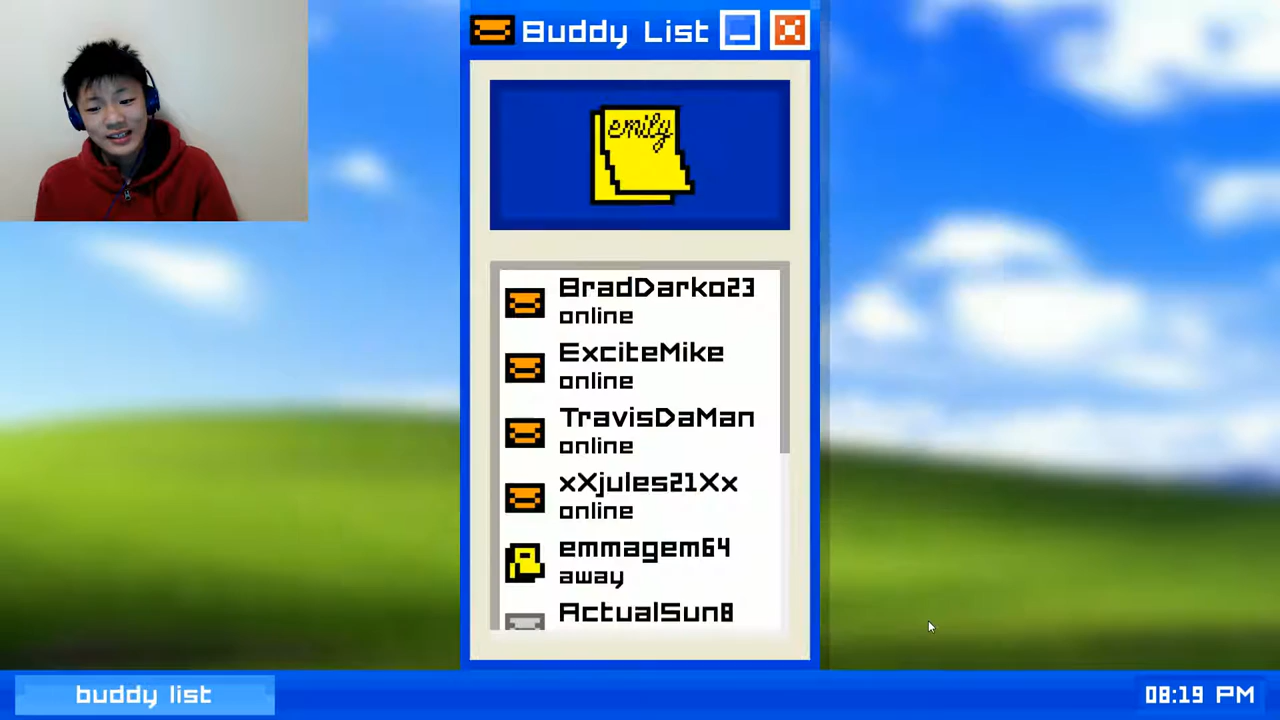 Buddy List
emily
BradDarko23
online
ExciteMike
online
TravisDaMan
online
xXjules21Xx
online
emmagem64
away
ActualSun8
buddy list
08:19 PM